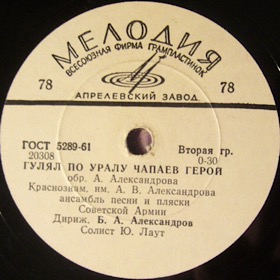 МЕЛОДИЯ
ВСЕСОЮЗНАЯ ФИРМА ГРАМПЛАСТИНОК
78 78
АПРЕЛЕВСКИЙ ЗАВОД
ГОСТ 5289-61 Вторая гр.
20308 0-30
ГУЛЯЛ ПО УРАЛУ ЧАПАЕВ ГЕРОЙ
обр. А. Александрова
Краснознам. им. А. В. Александрова
ансамбль песни и пляски
Советской Армии
Дириж. Б. А. Александров
Солист Ю. Лаут